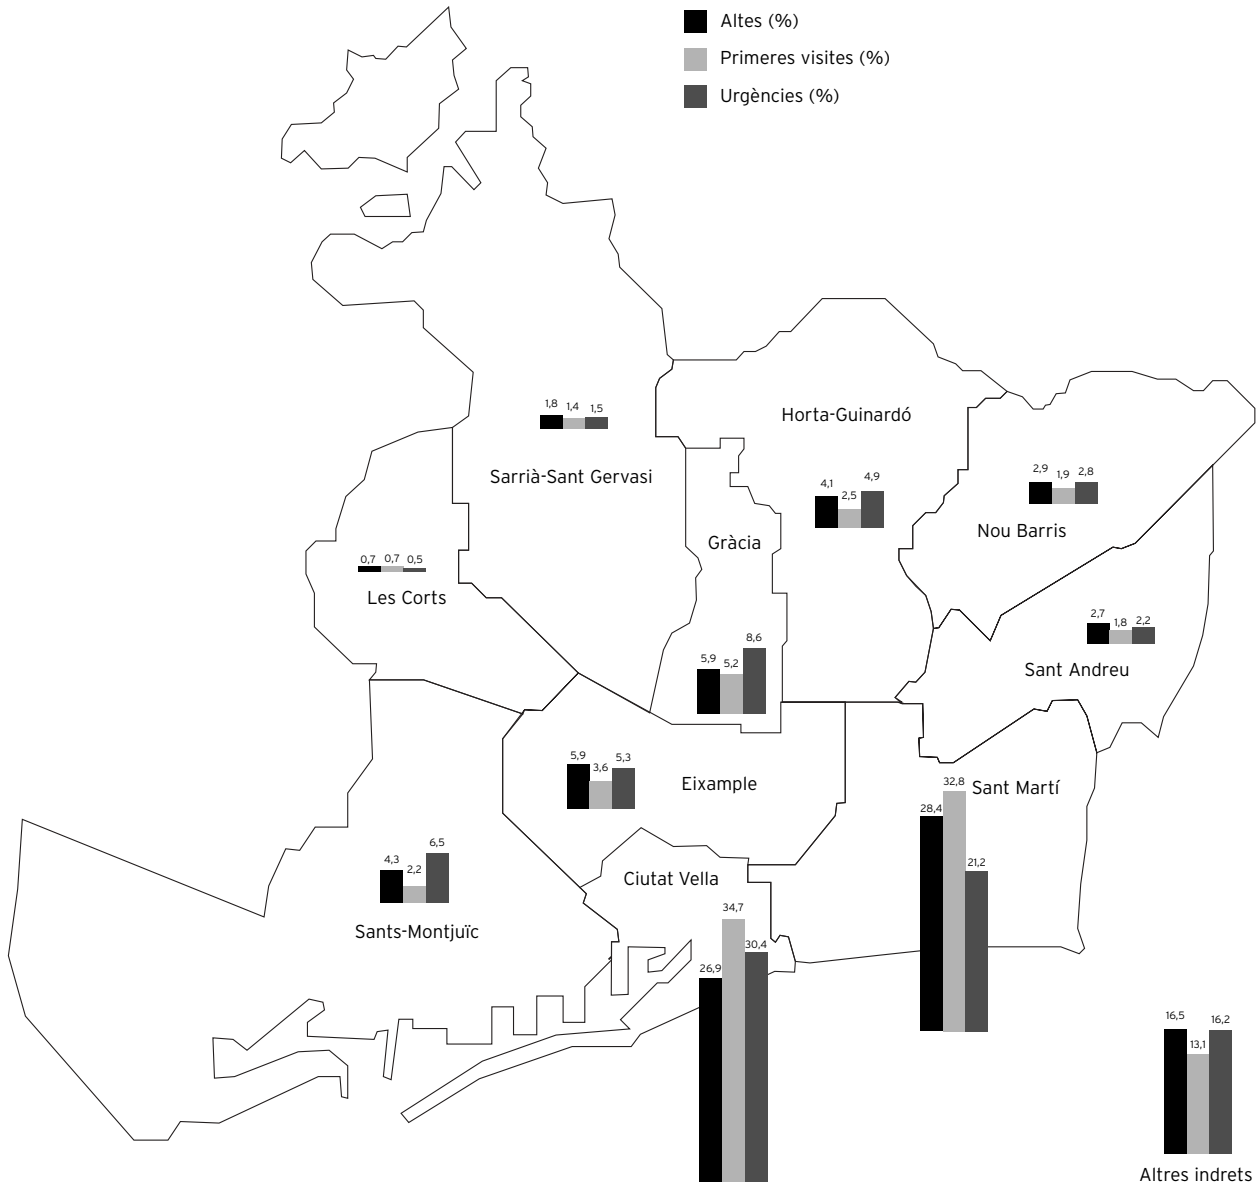 Altes (%)
Primeres visites (%)
Urgències (%)
1,8 1,4 1,5
Sarrià-Sant Gervasi
Horta-Guinardó
4,1 2,5 4,9
2,9 1,9 2,8
Nou Barris
Gràcia
5,9 5,2 8,6
0,7 0,7 0,5
Les Corts
2,7 1,8 2,2
Sant Andreu
5,9 3,6 5,3
Eixample
Sant Martí
28,4 32,8 21,2
4,3 2,2 6,5
Sants-Montjuïc
Ciutat Vella
26,9 34,7 30,4
16,5 13,1 16,2
Altres indrets